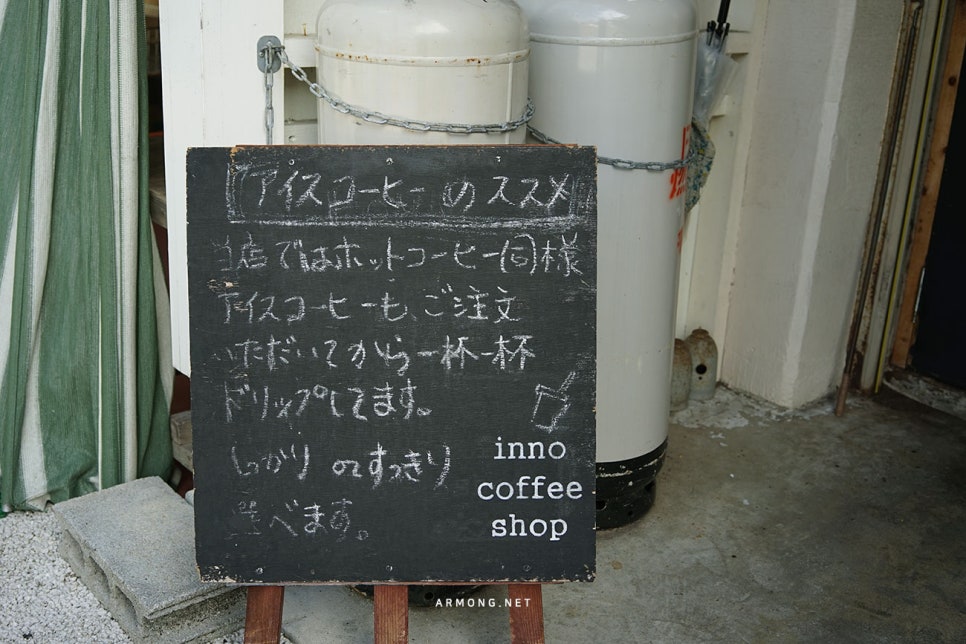 アイスコーヒーのススメ
当店ではホットコーヒー同様
アイスコーヒーも、ご注文
いただいてから一杯一杯
ドリップしてます。
しっかり orすっきり
選べます。
inno
coffee
shop
ARMONG.NET